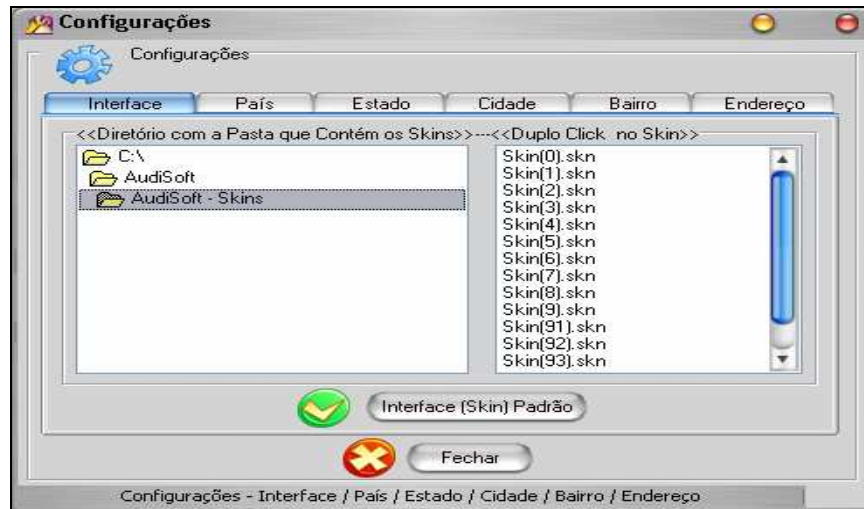 Configurações
Configurações
Interface País Estado Cidade Bairro Endereço
<<Diretório com a Pasta que Contém os Skins>>---<<Duplo Click no Skin>>
C:\
AudiSoft
AudiSoft - Skins
Skin(0).skn
Skin(1).skn
Skin(2).skn
Skin(3).skn
Skin(4).skn
Skin(5).skn
Skin(6).skn
Skin(7).skn
Skin(8).skn
Skin(9).skn
Skin(91).skn
Skin(92).skn
Skin(93).skn
Interface (Skin) Padrão
Fechar
Configurações - Interface / País / Estado / Cidade / Bairro / Endereço